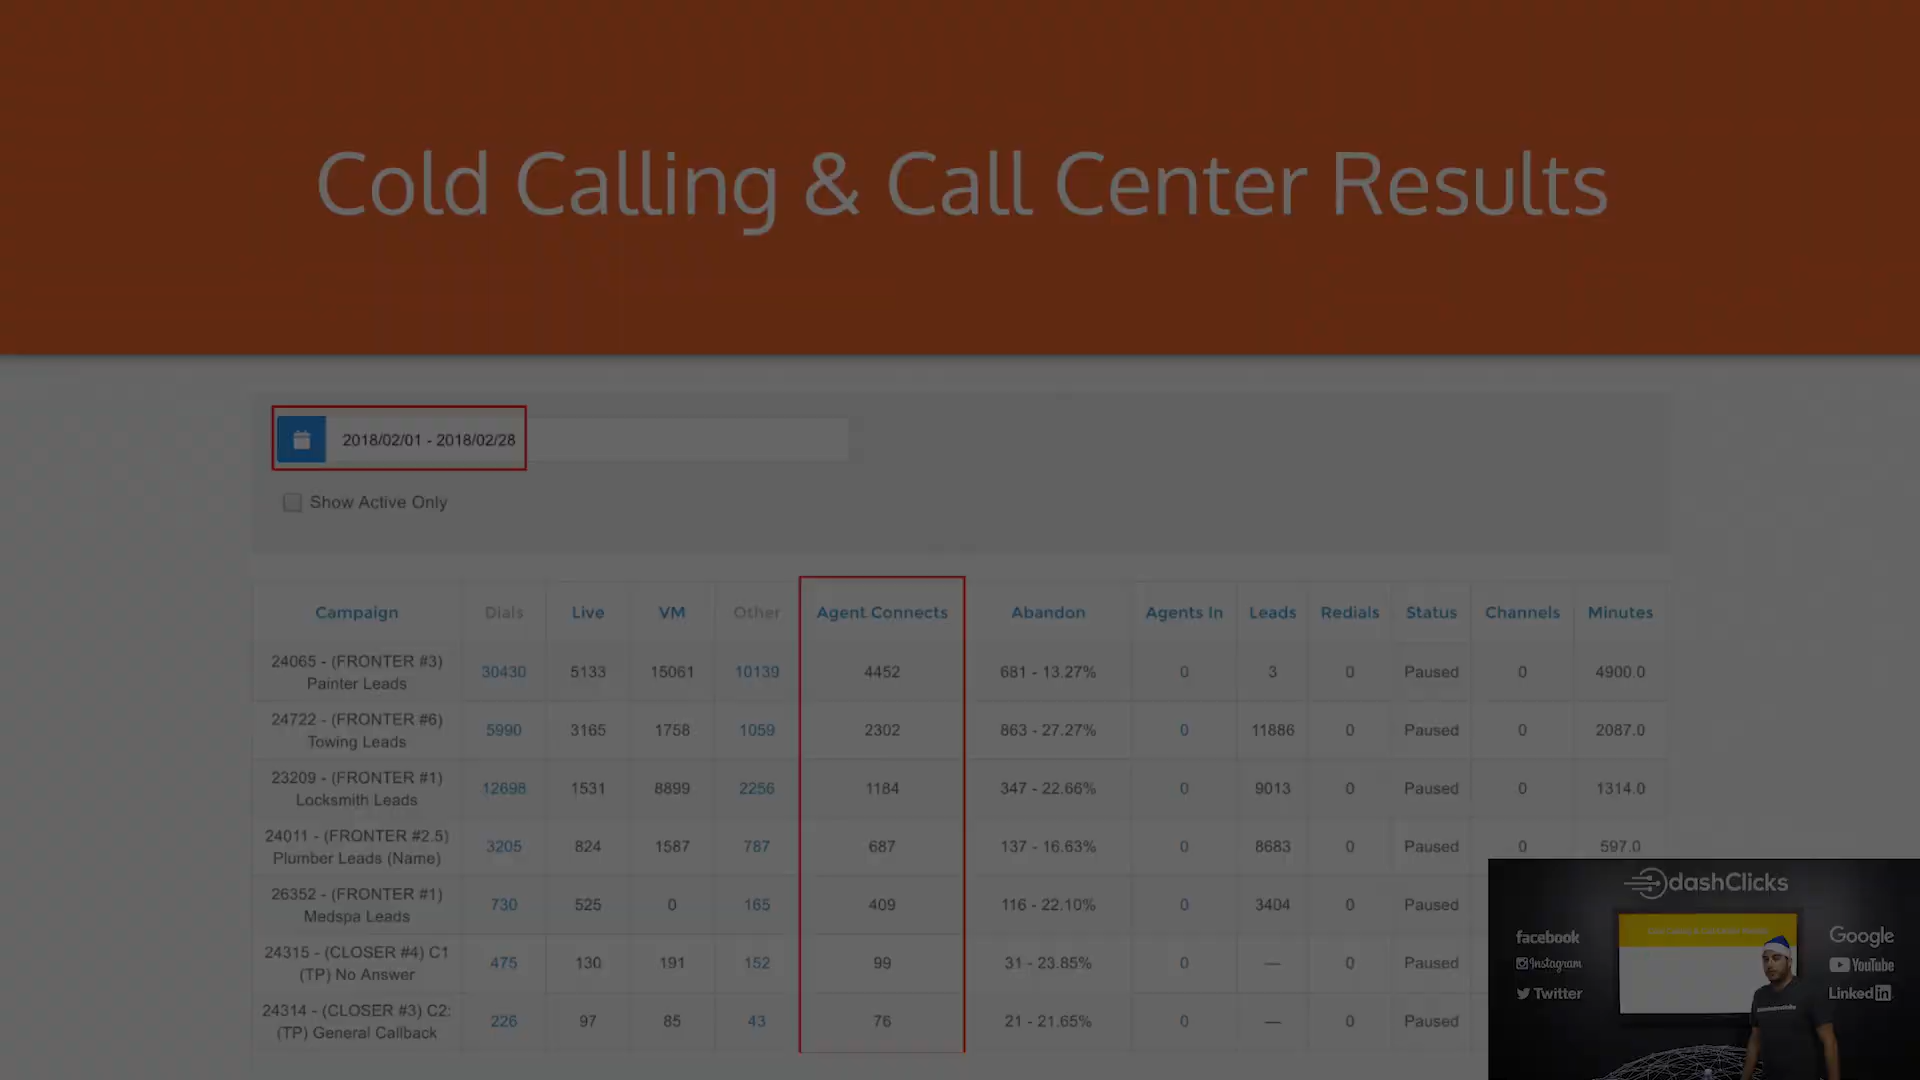 Cold Calling & Call Center Results
2018/02/01 - 2018/02/28
Show Active Only
Campaign Dials Live VM Other Agent Connects Abandon Agents In Leads Redials Status Channels Minutes
24065 - (FRONTER #3) Painter Leads 30430 5133 15061 10139 4452 681 - 13.27% 0 3 0 Paused 0 4900.0
24722 - (FRONTER #6) Towing Leads 5990 3165 1758 1059 2302 863 - 27.27% 0 11886 0 Paused 0 2087.0
23209 - (FRONTER #1) Locksmith Leads 12698 1531 8899 2256 1184 347 - 22.66% 0 9013 0 Paused 0 1314.0
24011 - (FRONTER #2.5) Plumber Leads (Name) 3205 824 1587 787 687 137 - 16.63% 0 8683 0 Paused 0 597.0
26352 - (FRONTER #1) Medspa Leads 730 525 0 165 409 116 - 22.10% 0 3404 0 Paused
24315 - (CLOSER #4) C1 (TP) No Answer 475 130 191 152 99 31 - 23.85% 0 — 0 Paused
24314 - (CLOSER #3) C2: (TP) General Callback 226 97 85 43 76 21 - 21.65% 0 — 0 Paused
dashClicks
facebook
Instagram
Twitter
Google
YouTube
Linked in